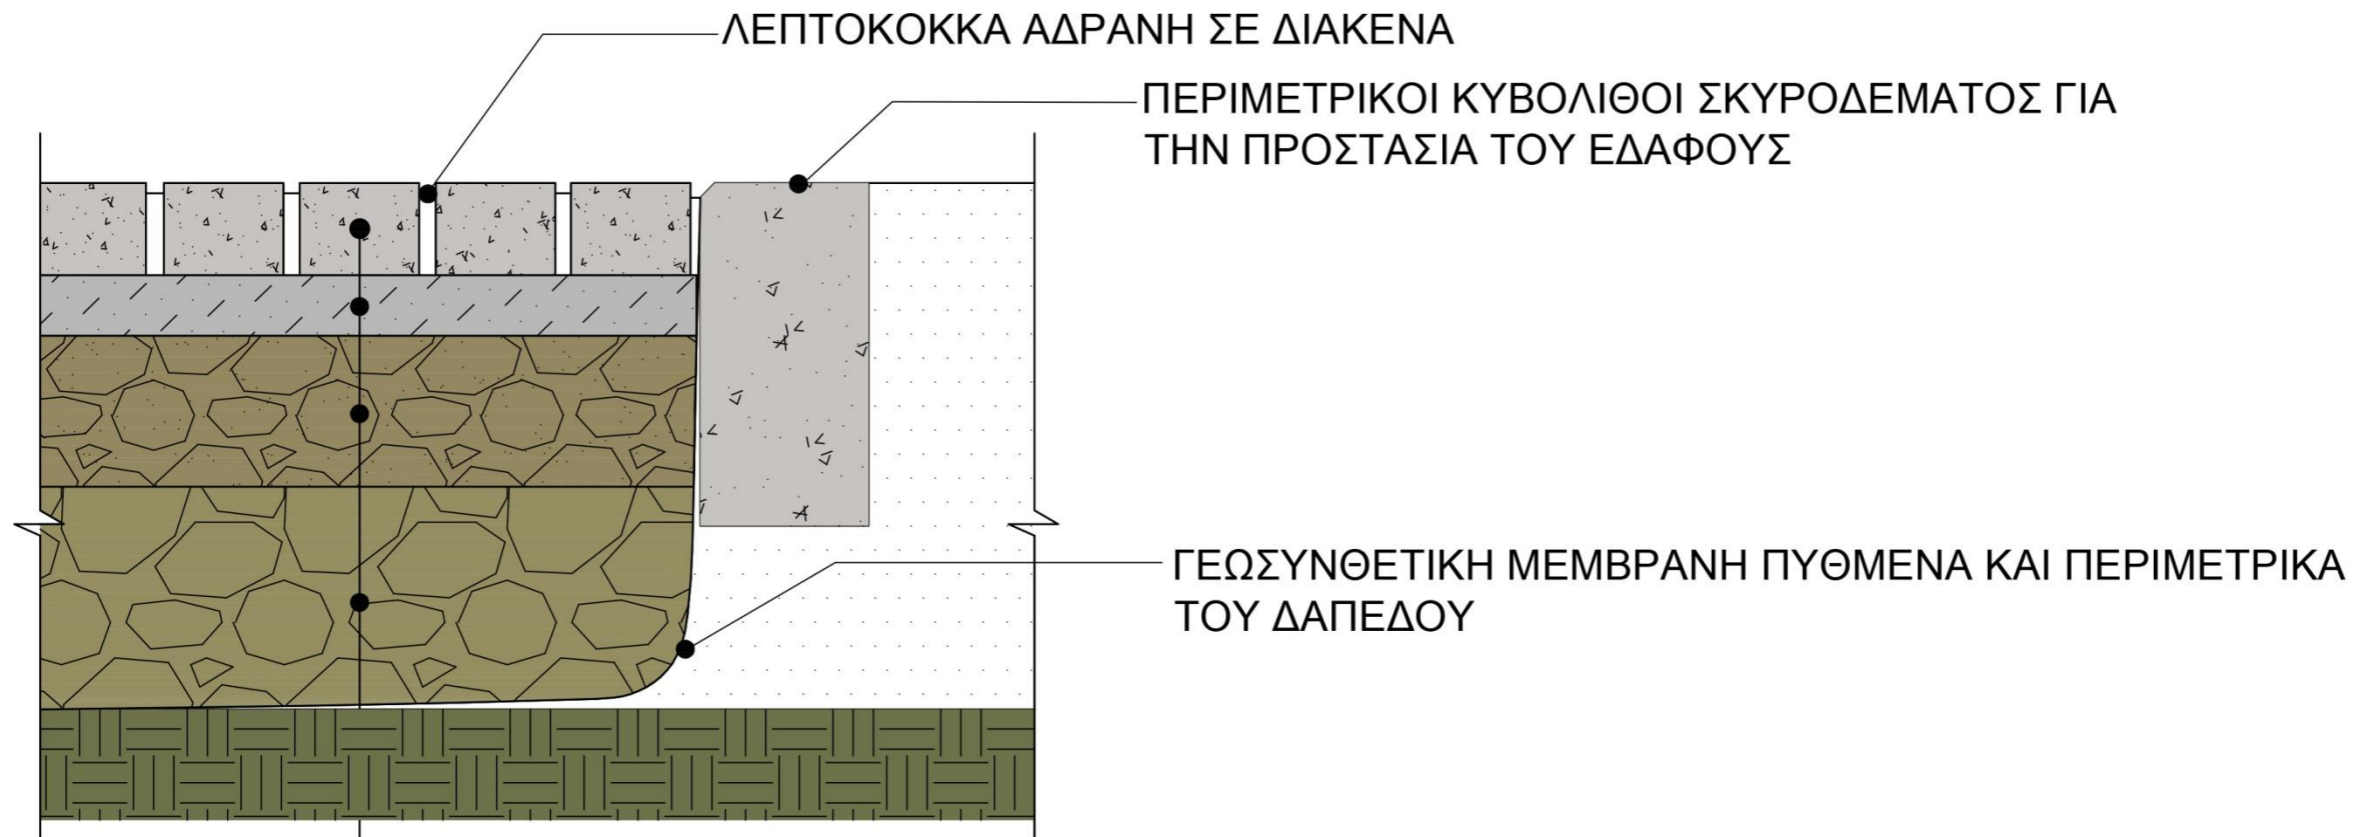 ΛΕΠΤΟΚΟΚΚΑ ΑΔΡΑΝΗ ΣΕ ΔΙΑΚΕΝΑ
ΠΕΡΙΜΕΤΡΙΚΟΙ ΚΥΒΟΛΙΘΟΙ ΣΚΥΡΟΔΕΜΑΤΟΣ ΓΙΑ
ΤΗΝ ΠΡΟΣΤΑΣΙΑ ΤΟΥ ΕΔΑΦΟΥΣ
ΓΕΩΣΥΝΘΕΤΙΚΗ ΜΕΜΒΡΑΝΗ ΠΥΘΜΕΝΑ ΚΑΙ ΠΕΡΙΜΕΤΡΙΚΑ
ΤΟΥ ΔΑΠΕΔΟΥ